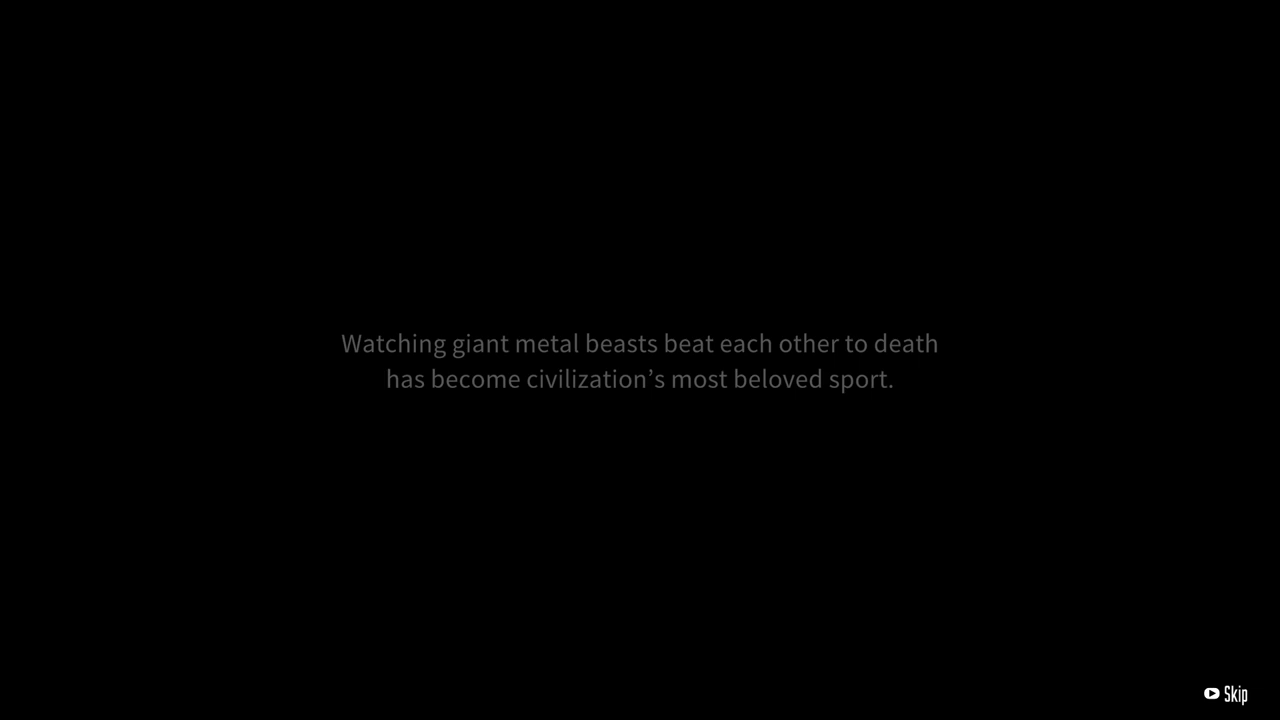 Watching giant metal beasts beat each other to death
has become civilization’s most beloved sport.
Skip